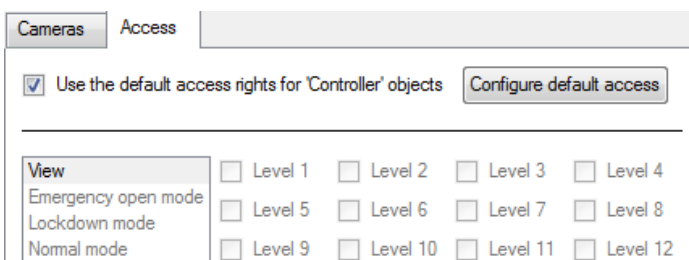 Cameras Access
Use the default access rights for 'Controller' objects Configure default access
View Level 1 Level 2 Level 3 Level 4
Emergency open mode
Lockdown mode Level 5 Level 6 Level 7 Level 8
Normal mode Level 9 Level 10 Level 11 Level 12